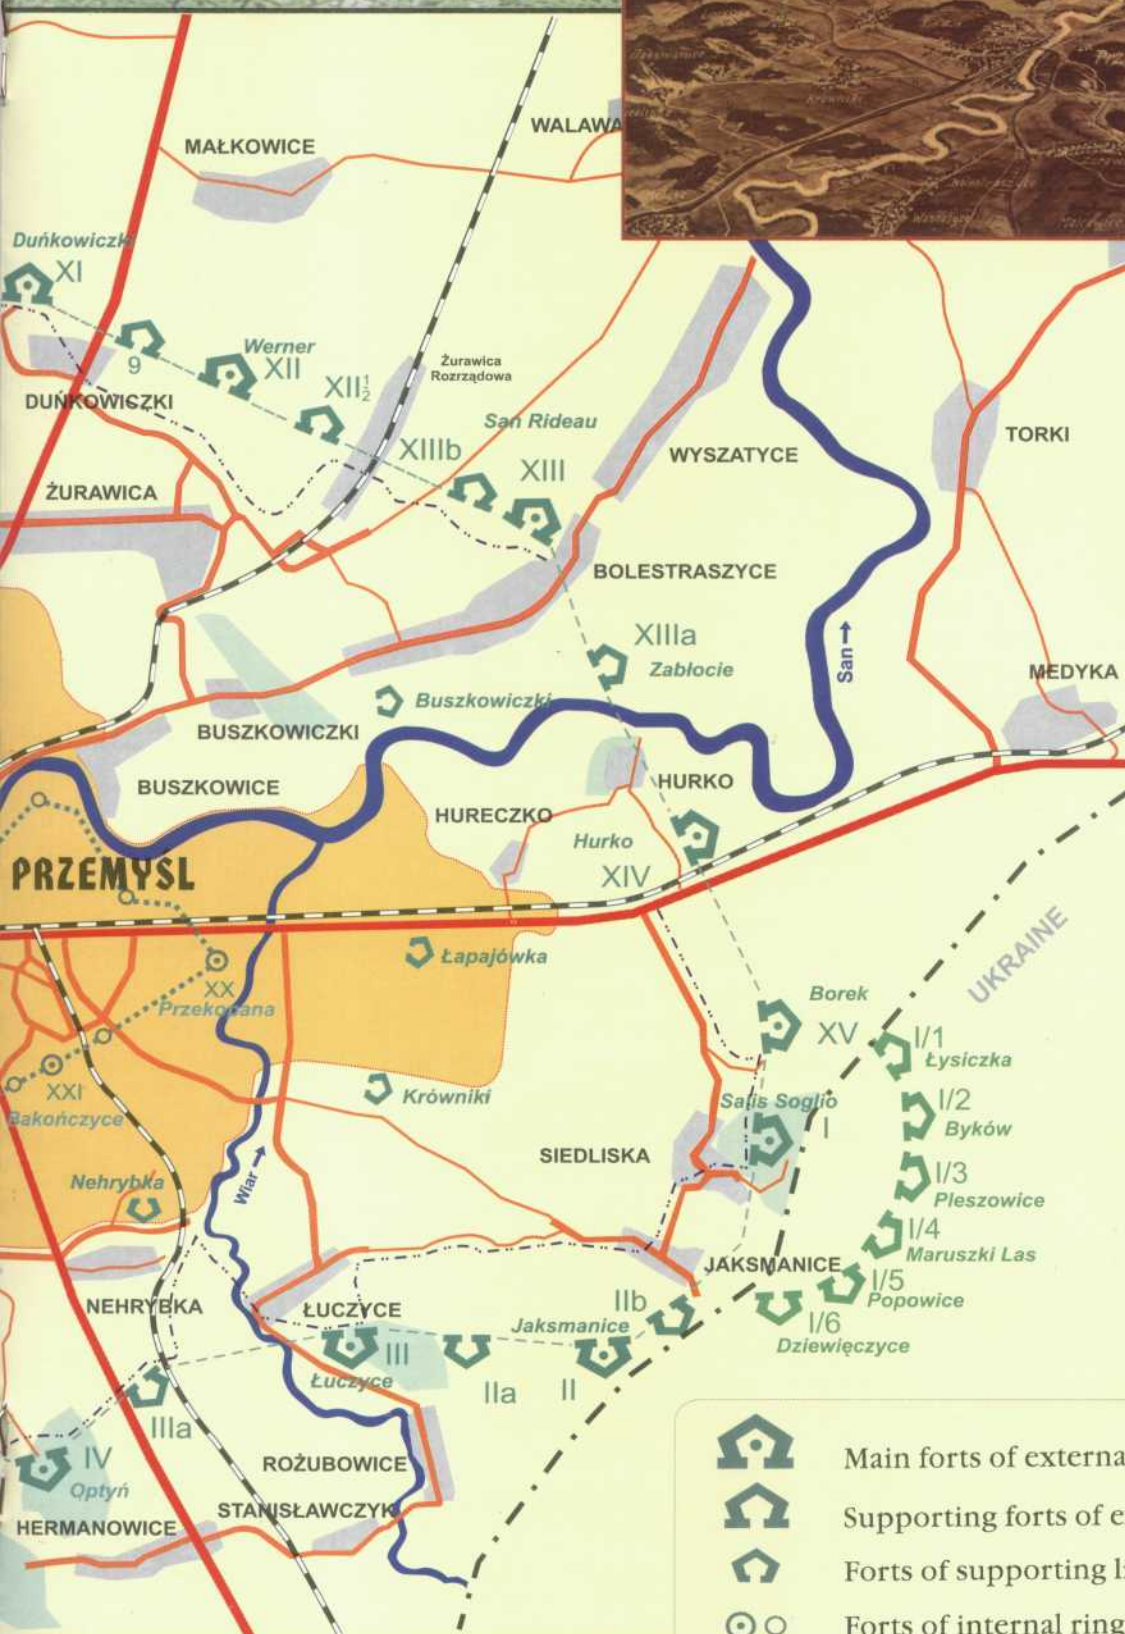 MAŁKOWICE
WALAWA
Duńkowiczki
XI
9
Werner
XII
XII½
Żurawica
Rozrządowa
DUŃKOWICZKI
San Rideau
XIIIb
XIII
WYSZATYCE
TORKI
ŻURAWICA
BOLESTRASZYCE
XIIIa
Zabłocie
San
MEDYKA
Buszkowiczki
BUSZKOWICZKI
BUSZKOWICE
HURKO
HURECZKO
Hurko
XIV
PRZEMYŚL
UKRAINE
Łapajówka
XX
Przekopana
Borek
XV
I/1
Łysiczka
XXI
Bakończyce
Krówniki
Salis Soglio
I
I/2
Byków
SIEDLISKA
I/3
Pleszowice
Nehrybka
Wiar
I/4
Maruszki Las
JAKSMANICE
I/5
Popowice
NEHRYBKA
ŁUCZYCE
IIb
Jaksmanice
I/6
Dziewięczyce
III
Łuczyce
IIa
II
IIIa
IV
Optyń
ROŻUBOWICE
STANISŁAWCZYK
HERMANOWICE
Main forts of externa
Supporting forts of e
Forts of supporting l
Forts of internal ring